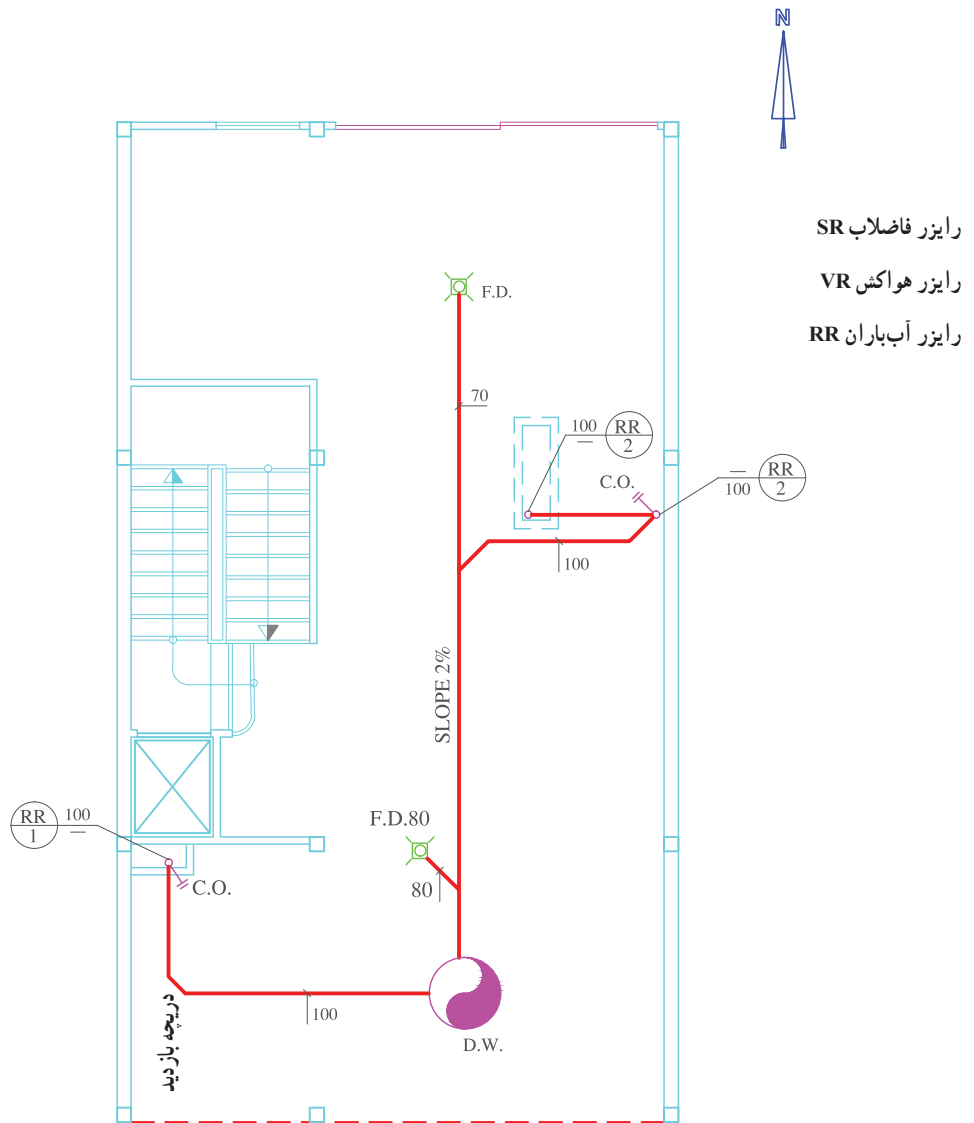 N
رایزر فاضلاب SR
رایزر هواکش VR
رایزر آب‌باران RR
F.D.
70
100
RR
2
C.O.
100
RR
2
100
SLOPE 2%
RR
1
100
F.D.80
80
C.O.
دریچه بازدید
100
D.W.